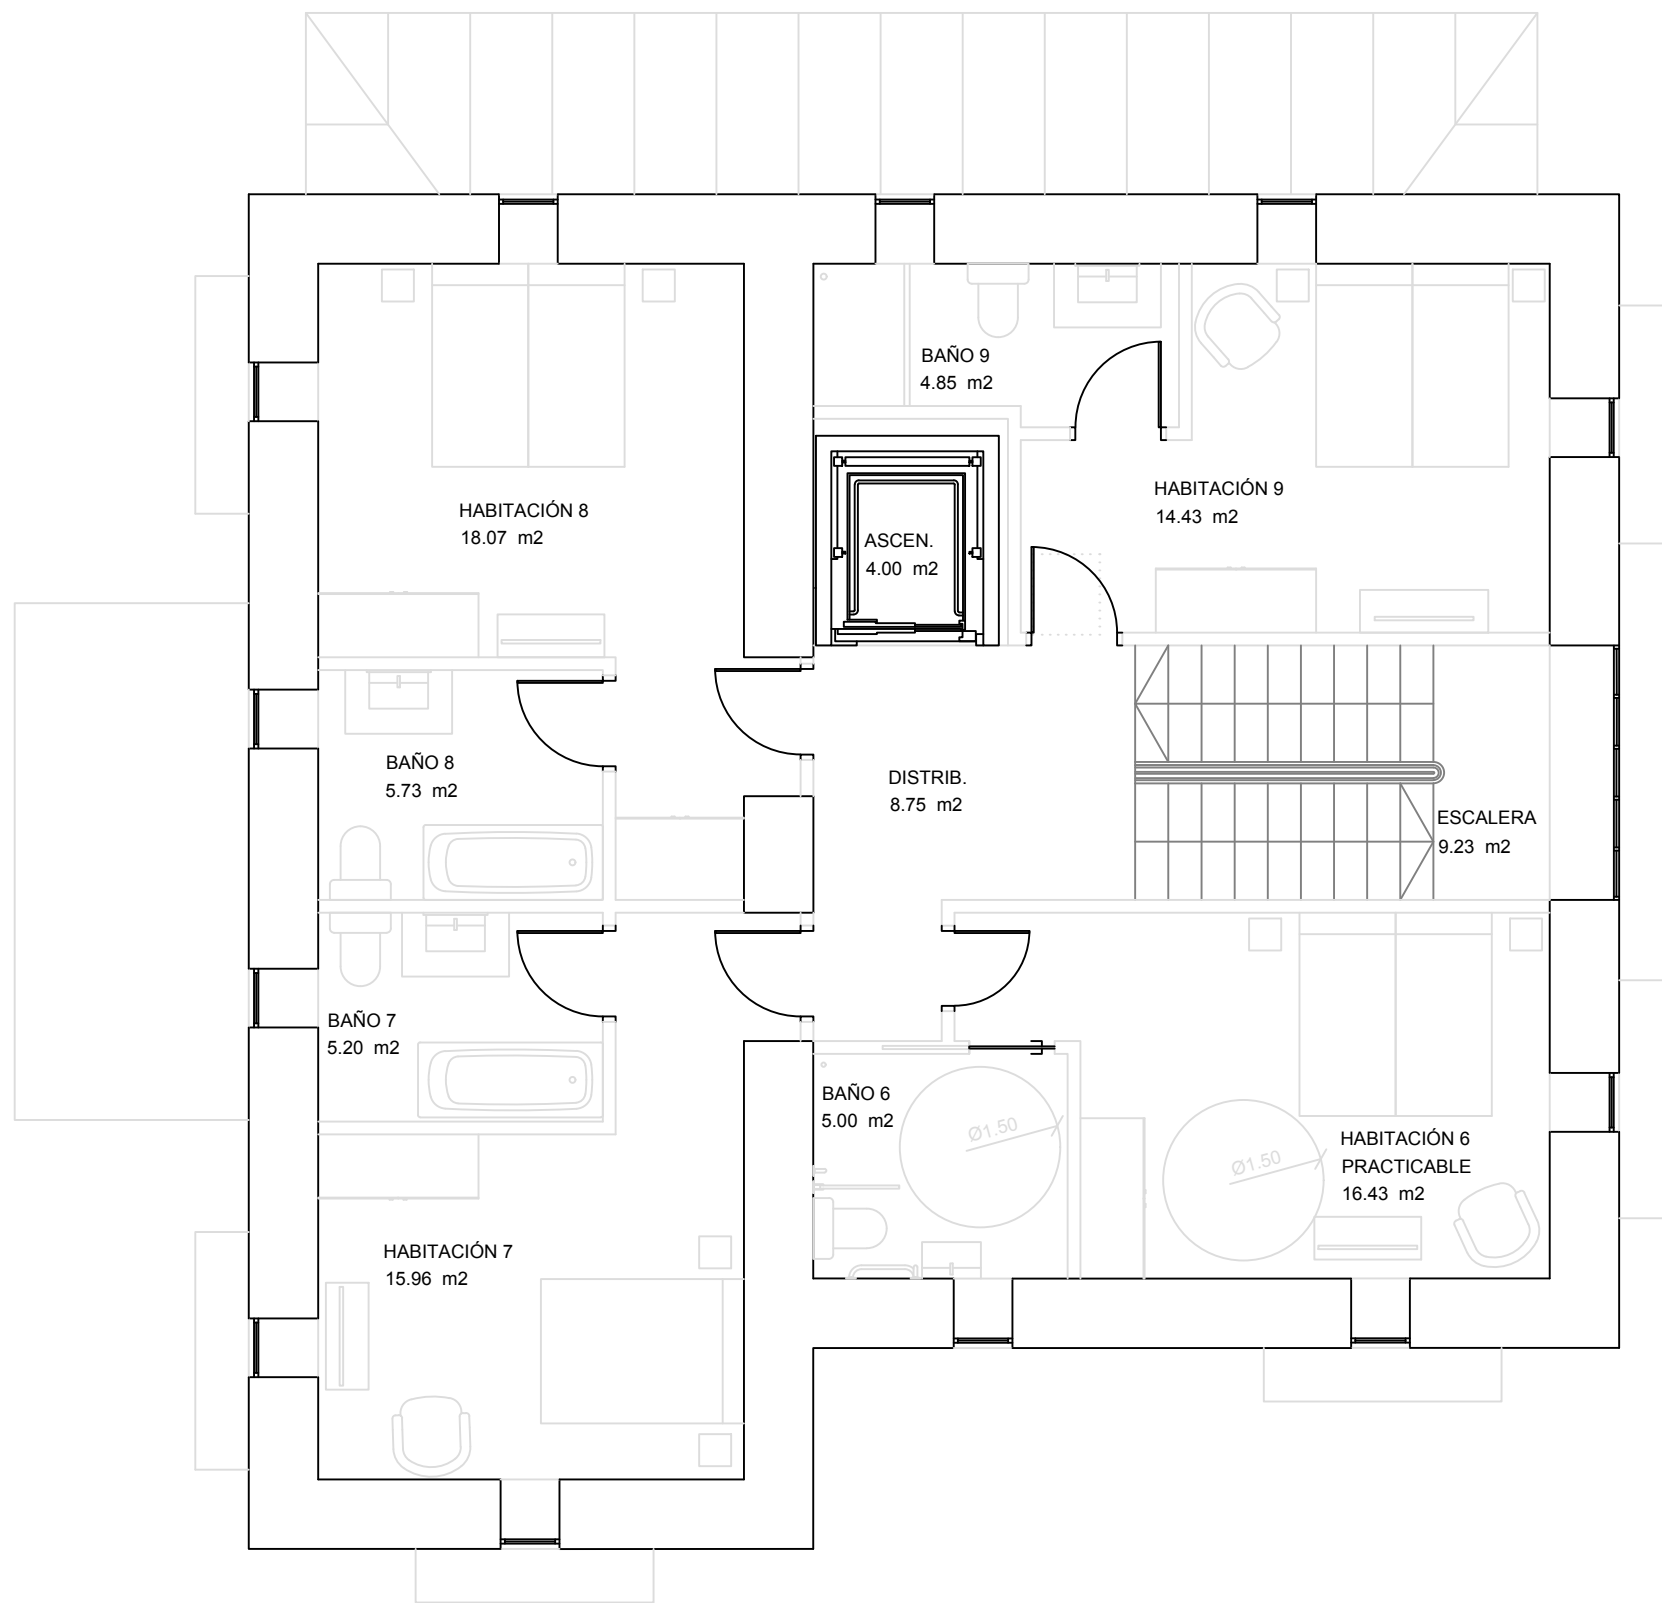 BAÑO 9
4.85 m2
HABITACIÓN 9
14.43 m2
HABITACIÓN 8
18.07 m2
ASCEN.
4.00 m2
BAÑO 8
5.73 m2
DISTRIB.
8.75 m2
ESCALERA
9.23 m2
BAÑO 7
5.20 m2
BAÑO 6
5.00 m2
Ø1.50
Ø1.50
HABITACIÓN 6
PRACTICABLE
16.43 m2
HABITACIÓN 7
15.96 m2